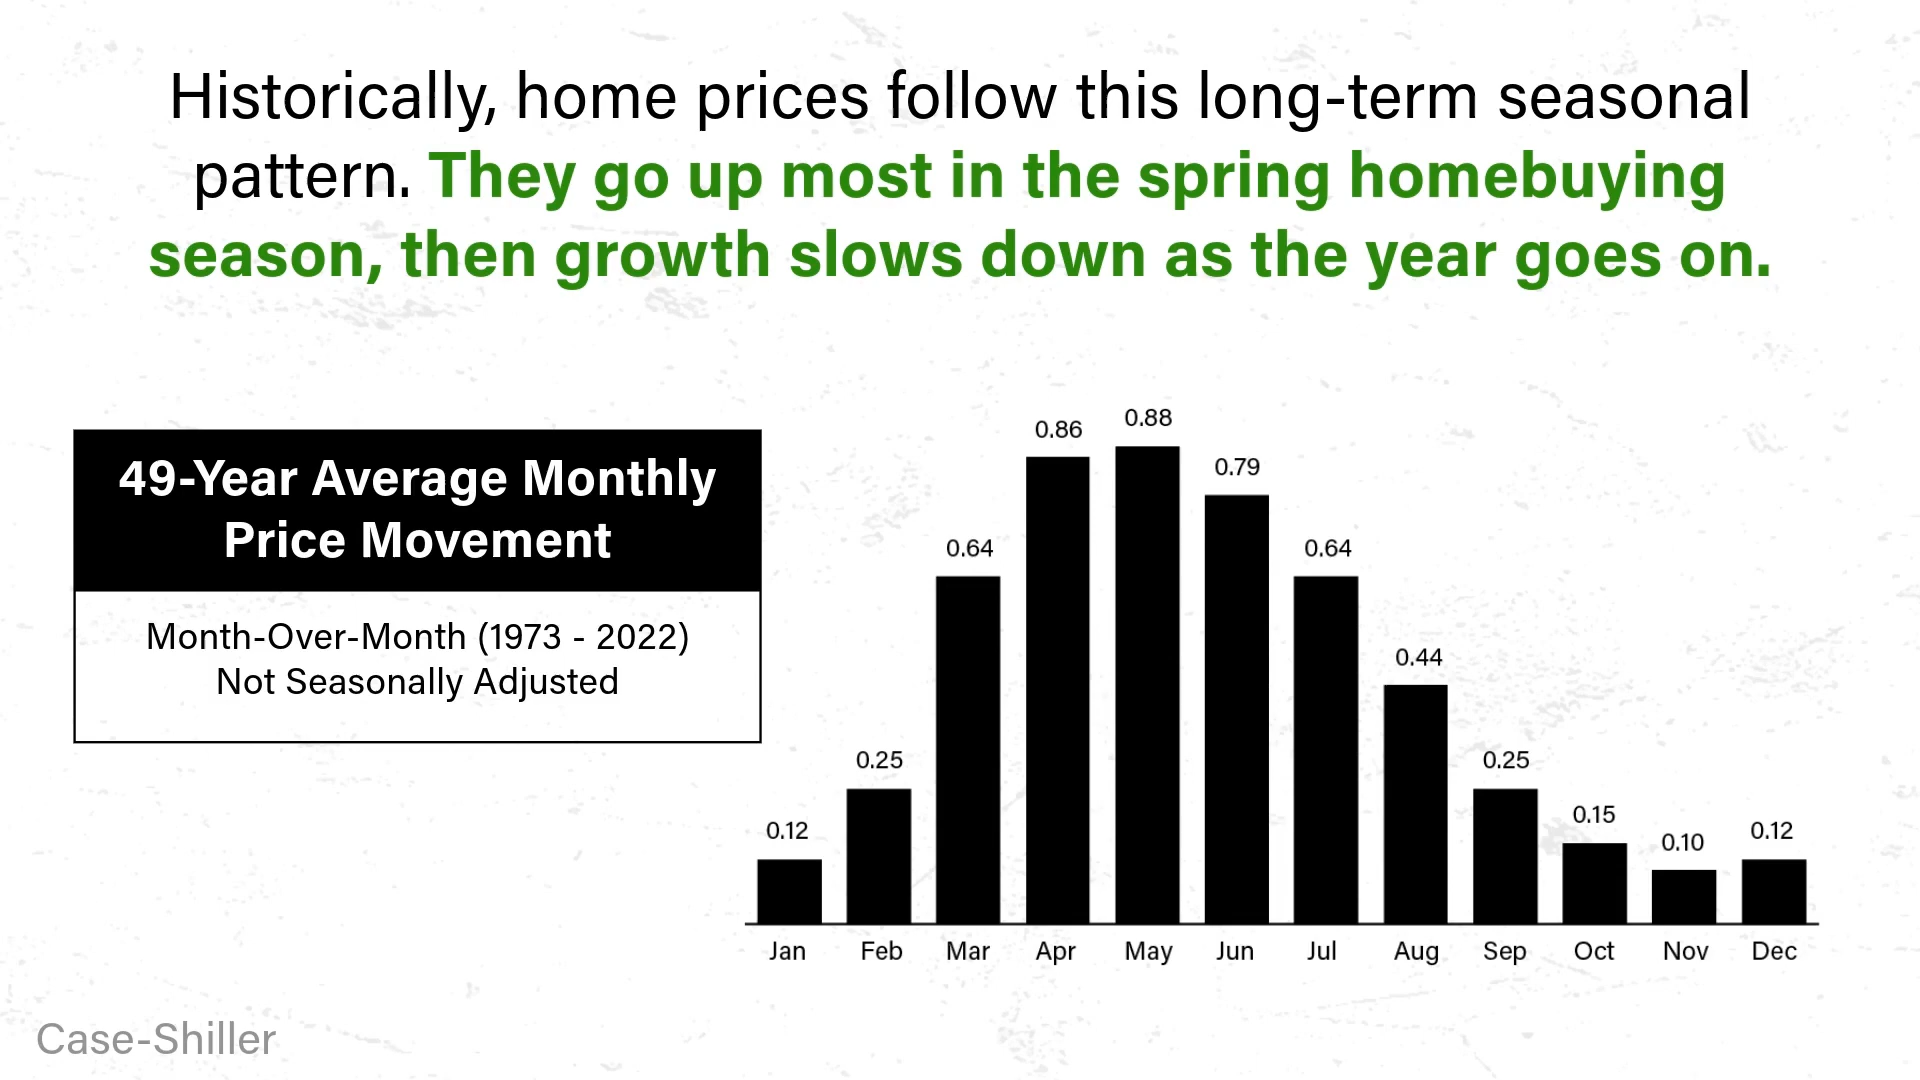 Historically, home prices follow this long-term seasonal
pattern. They go up most in the spring homebuying
season, then growth slows down as the year goes on.
49-Year Average Monthly
Price Movement
Month-Over-Month (1973 - 2022)
Not Seasonally Adjusted
0.12
0.25
0.64
0.86
0.88
0.79
0.64
0.44
0.25
0.15
0.10
0.12
Jan Feb Mar Apr May Jun Jul Aug Sep Oct Nov Dec
Case-Shiller